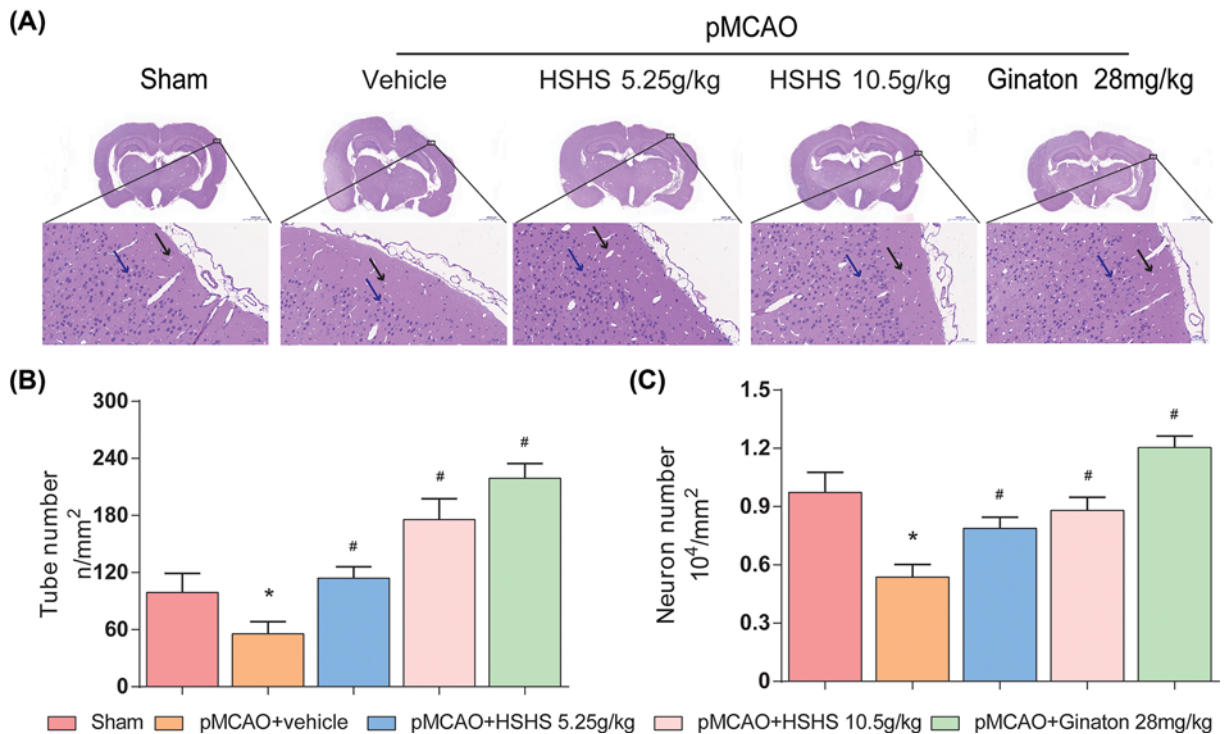 (A)
pMCAO
Sham Vehicle HSHS 5.25g/kg HSHS 10.5g/kg Ginaton 28mg/kg
(B)
Tube number
n/mm²
300
240
180
120
60
0
*
#
#
#
(C)
Neuron number
10⁴/mm²
1.5
1.2
0.9
0.6
0.3
0
*
#
#
#
Sham pMCAO+vehicle pMCAO+HSHS 5.25g/kg pMCAO+HSHS 10.5g/kg pMCAO+Ginaton 28mg/kg